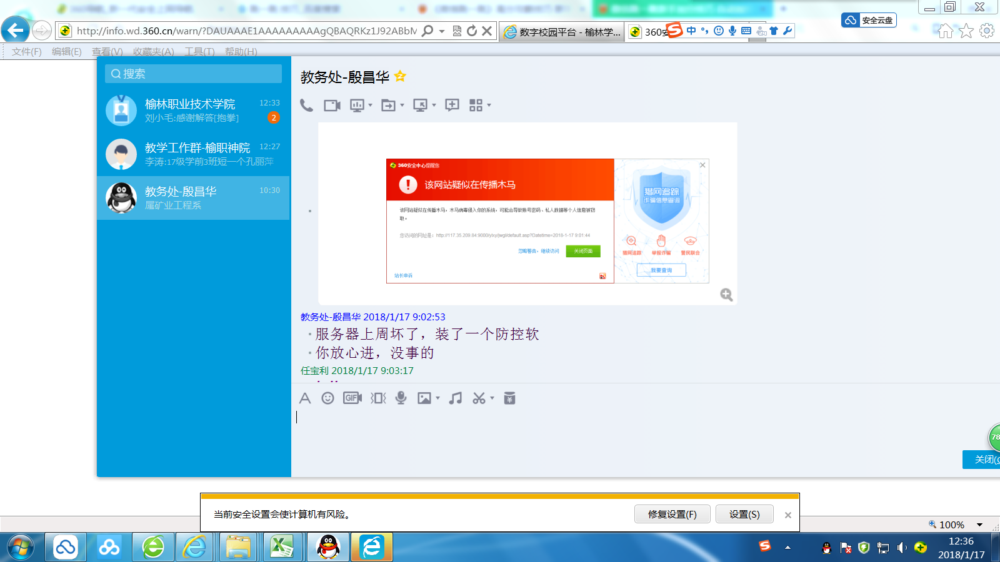 安全云盘
http://info.wd.360.cn/warn/?DAUAAAE1AAAAAAAAAgQBAQRKz1J92ABbM
数字校园平台 - 榆林学...
360安
中
文件(F) 编辑(E) 查看(V) 收藏夹(A) 工具(T) 帮助(H)
搜索
榆林职业技术学院 12:33
刘小毛:感谢解答[抱拳] 2
教学工作群-榆职神院 12:27
李涛:17级学前3班短一个孔丽萍
教务处-殷昌华 10:30
属矿业工程系
教务处-殷昌华
360安全中心提醒您
该网站疑似在传播木马
该网站疑似在传播木马，木马病毒侵入你的系统，可能会导致账号密码、私人数据等个人信息被窃
取。
您访问的网址是：http://117.35.209.84:9000/yixy/jwgl/default.asp?Datetime=2018-1-17 9:01:44
忽略警告，继续访问 关闭页面
站长申诉
猎网追踪
诈骗信息查询
猎网追踪 举报诈骗 警民联合
我要查询
教务处-殷昌华 2018/1/17 9:02:53
服务器上周坏了，装了一个防控软
你放心进，没事的
任宝利 2018/1/17 9:03:17
GIF
78
关闭(C
当前安全设置会使计算机有风险。
修复设置(F) 设置(S)
100%
12:36
2018/1/17